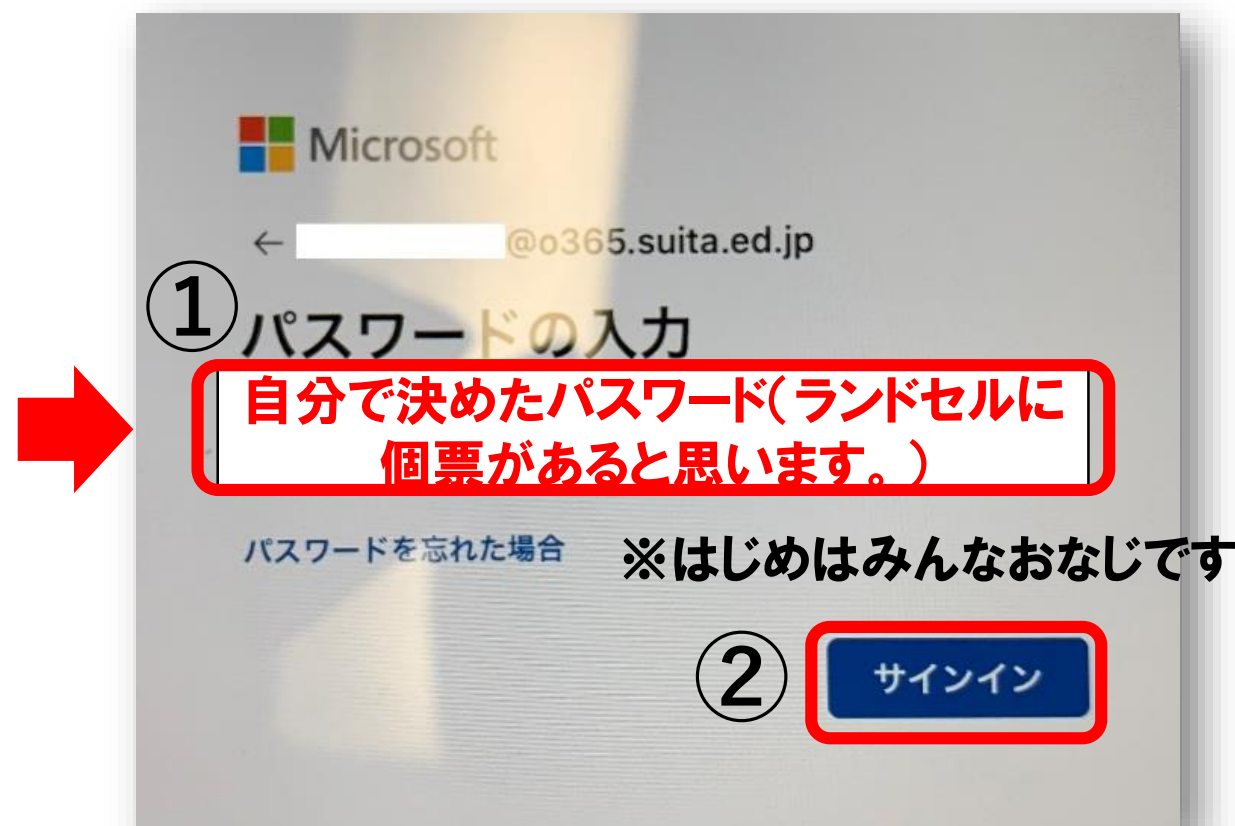 Microsoft
← @o365.suita.ed.jp
①
パスワードの入力
自分で決めたパスワード(ランドセルに
個票があると思います。)
パスワードを忘れた場合
※はじめはみんなおなじです
②
サインイン